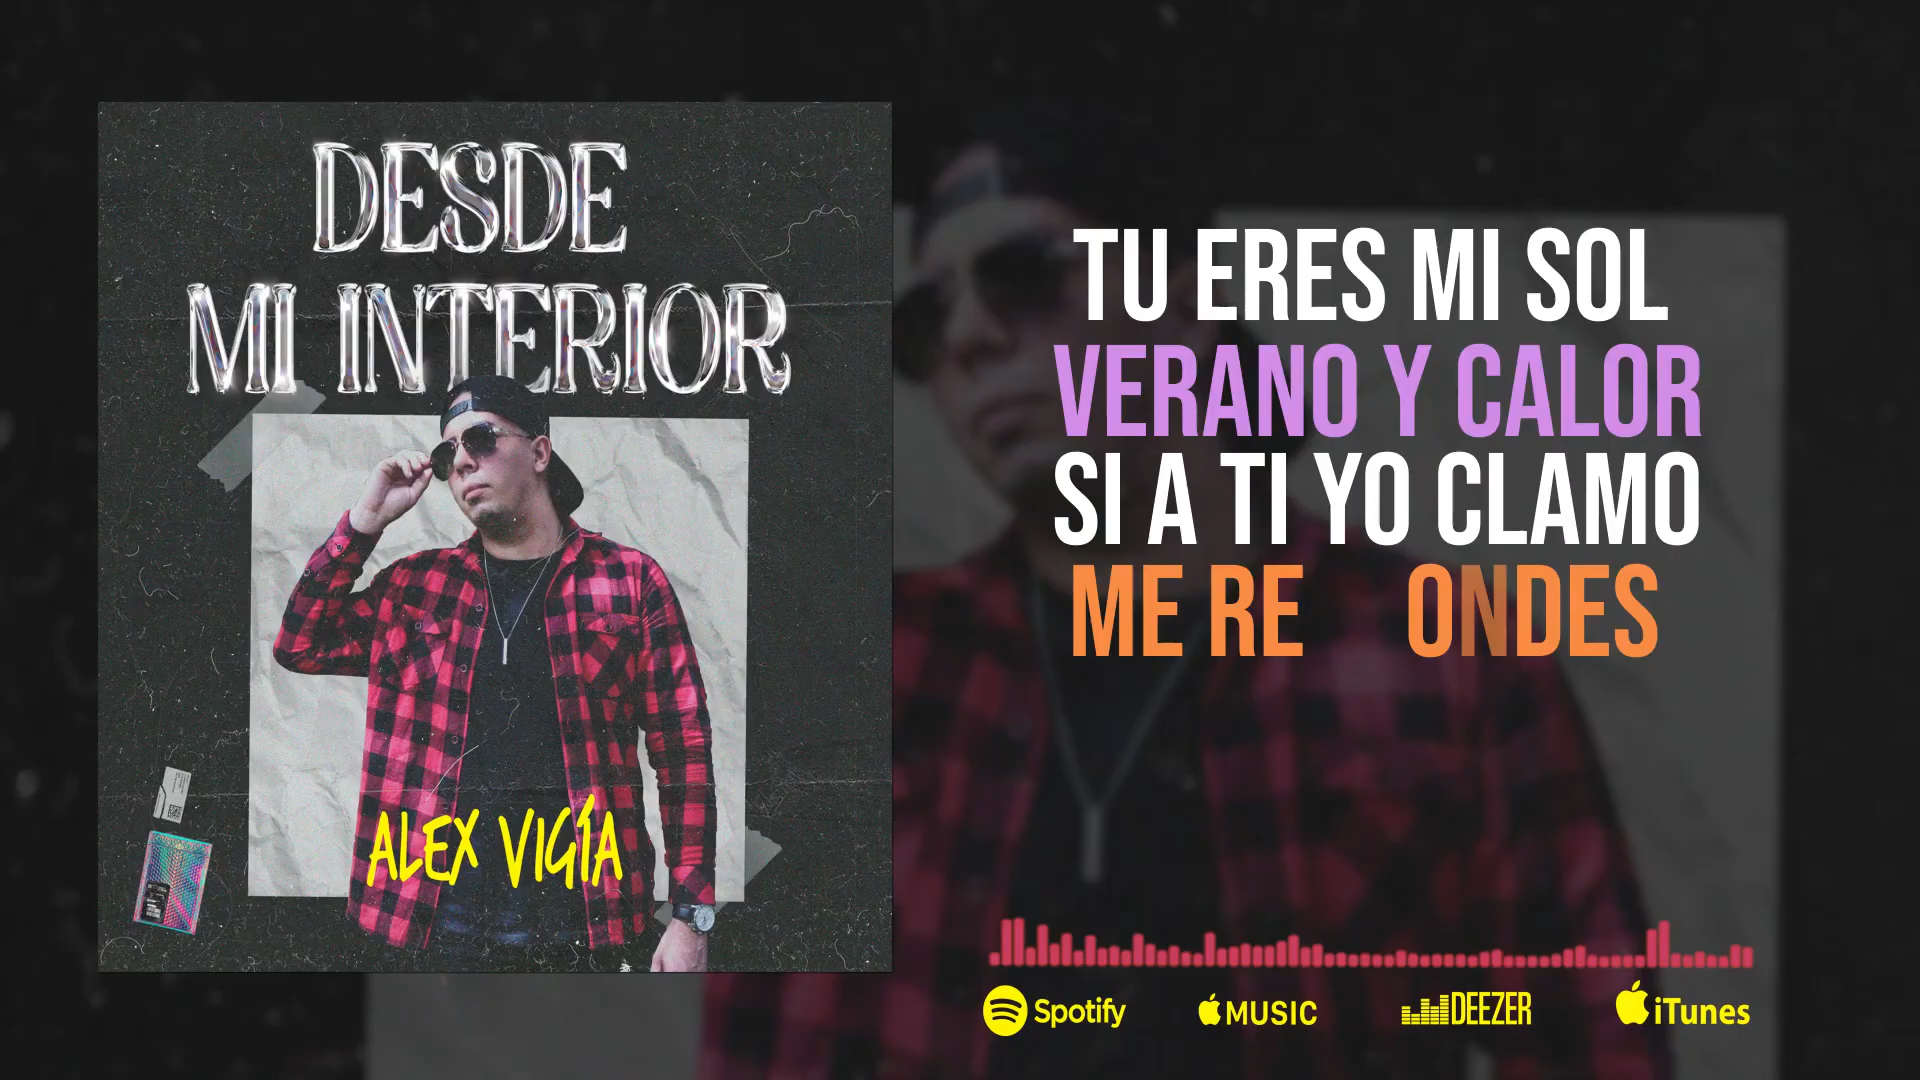 DESDE
MI INTERIOR
ALEX VIGÍA
TU ERES MI SOL
VERANO Y CALOR
SI A TI YO CLAMO
ME RE ONDES
Spotify
MUSIC
DEEZER
iTunes